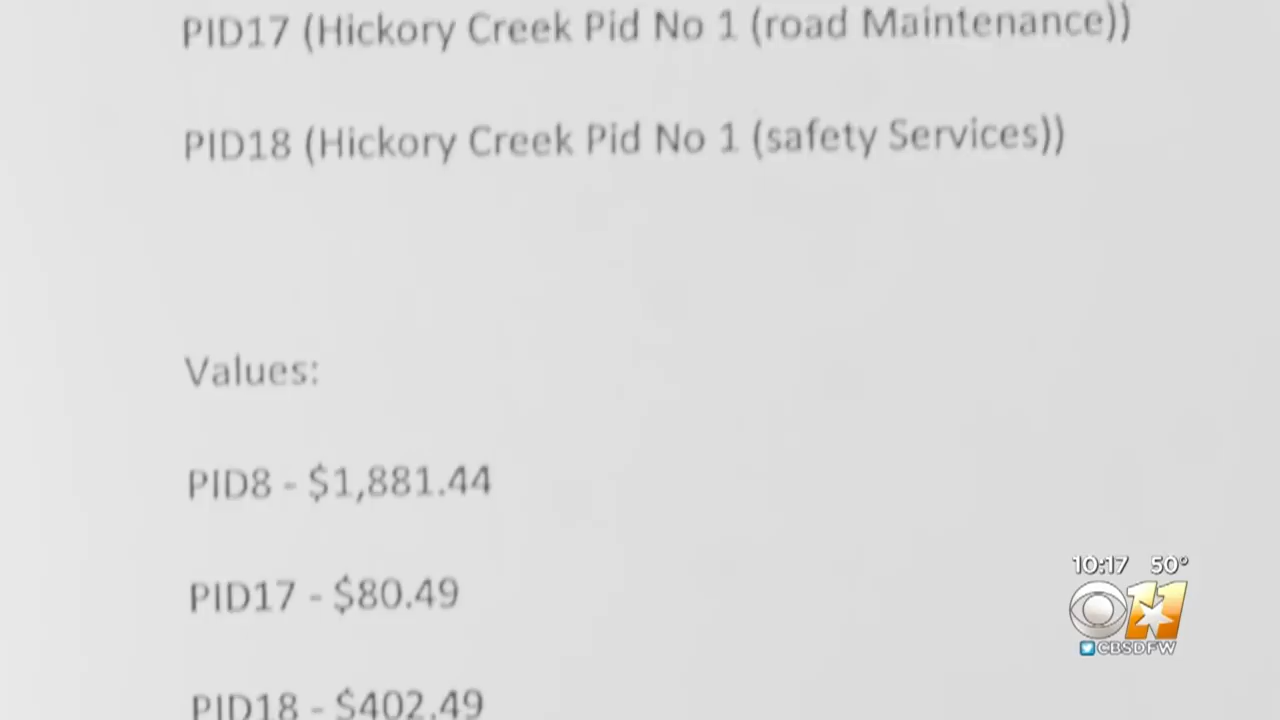 PID17 (Hickory Creek Pid No 1 (road Maintenance))
PID18 (Hickory Creek Pid No 1 (safety Services))
Values:
PID8 - $1,881.44
PID17 - $80.49
PID18 - $402.49
10:17 50°
11
CBSDFW